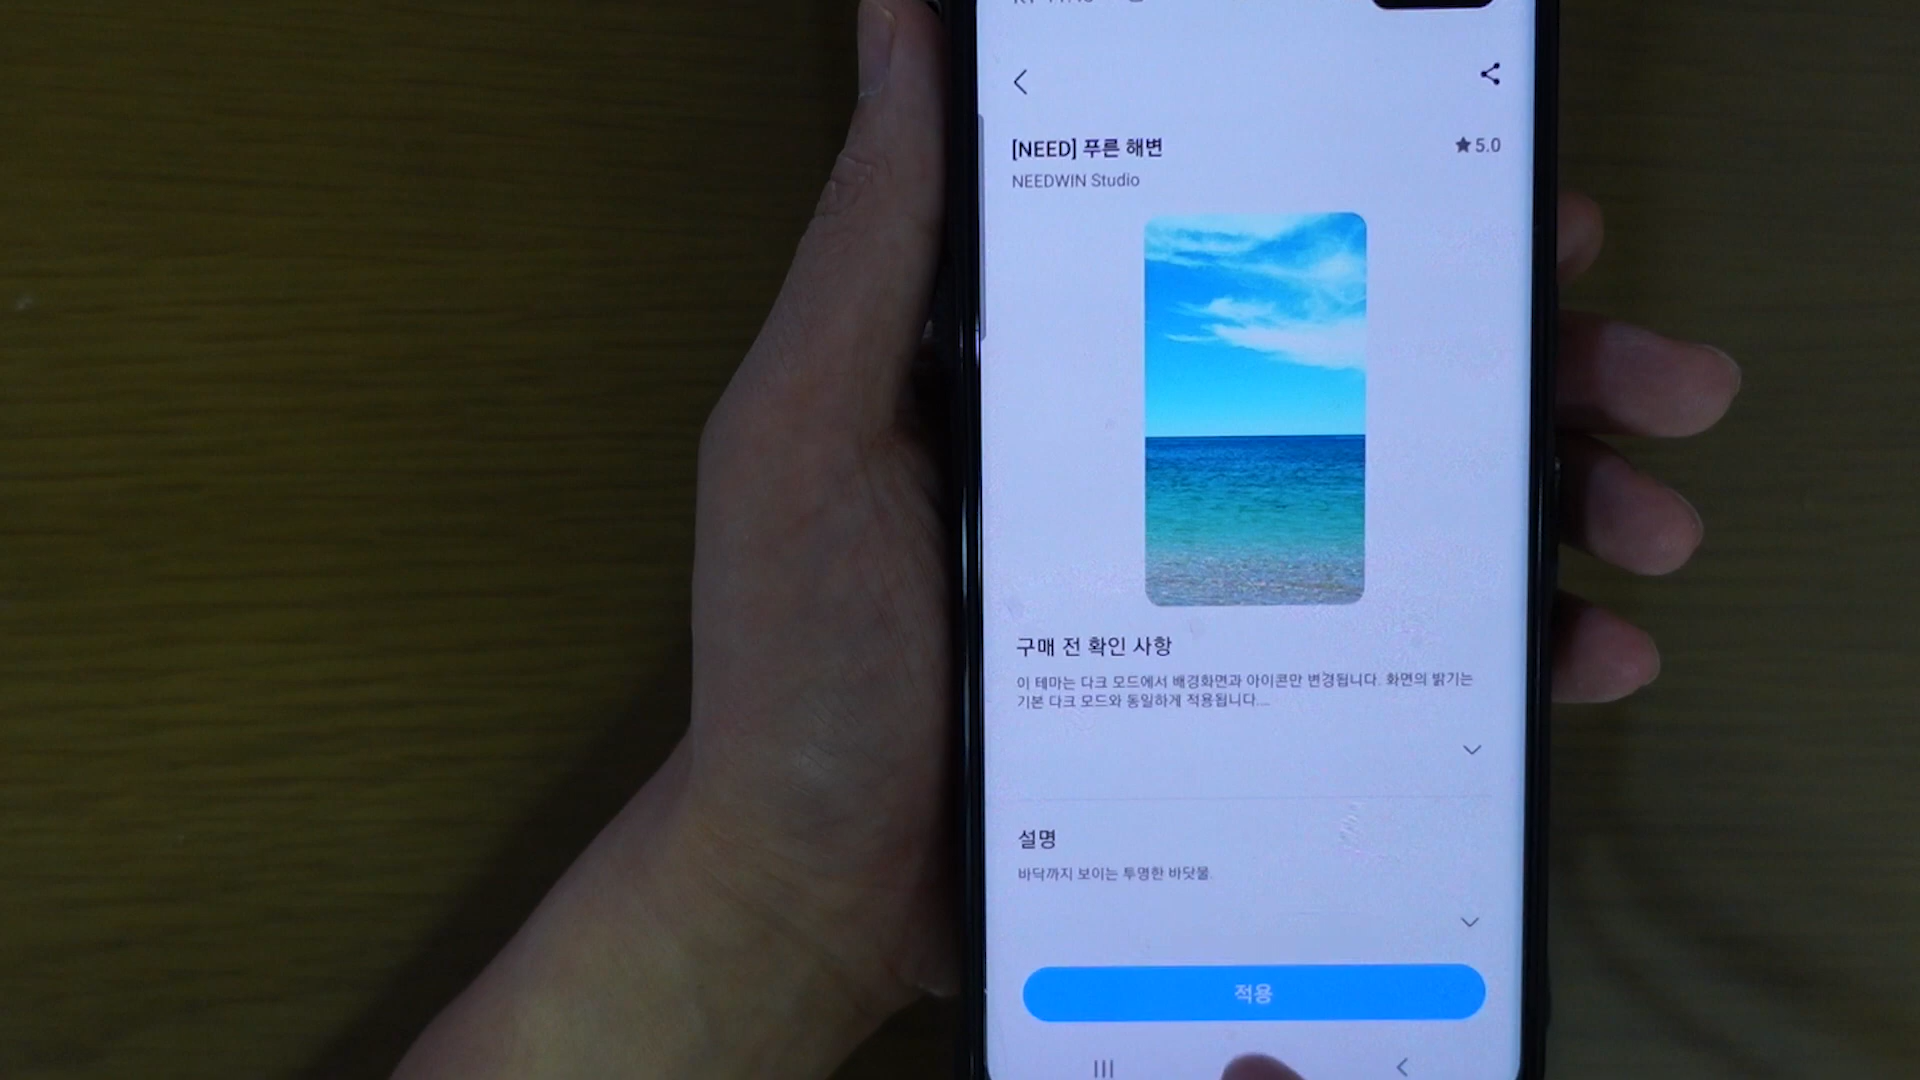 [NEED] 푸른 해변
★5.0
NEEDWIN Studio
구매 전 확인 사항
이 테마는 다크 모드에서 배경화면과 아이콘만 변경됩니다. 화면의 밝기는
기본 다크 모드와 동일하게 적용됩니다....
설명
바닥까지 보이는 투명한 바닷물.
적용